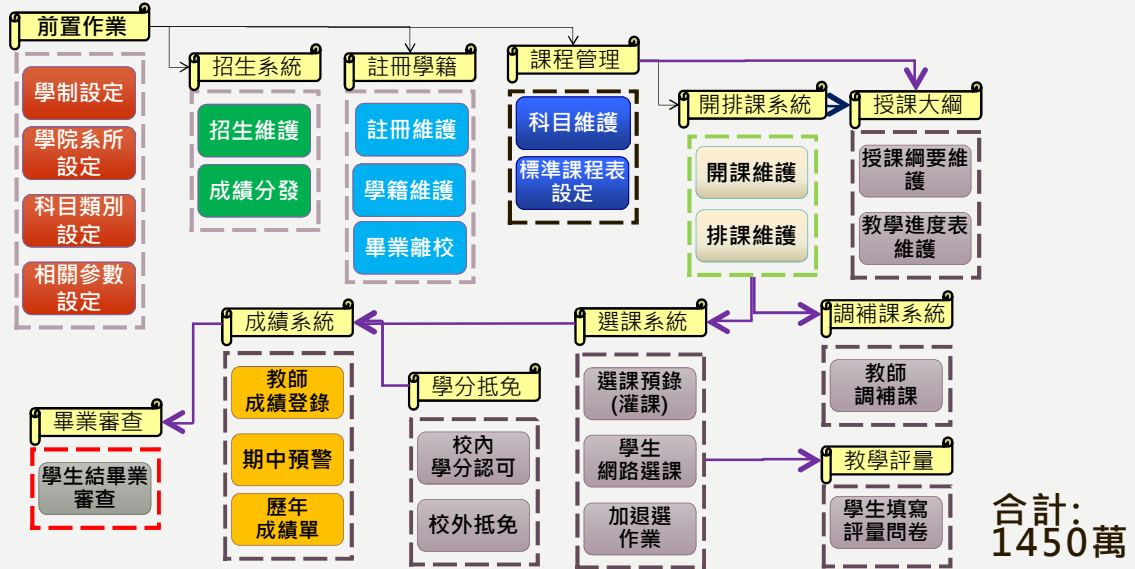 前置作業
學制設定
學院系所
設定
科目類別
設定
相關參數
設定
招生系統
招生維護
成績分發
註冊學籍
註冊維護
學籍維護
畢業離校
課程管理
科目維護
標準課程表
設定
開排課系統
開課維護
排課維護
授課大綱
授課綱要維
護
教學進度表
維護
成績系統
教師
成績登錄
期中預警
歷年
成績單
選課系統
選課預錄
(灌課)
學生
網路選課
加退選
作業
調補課系統
教師
調補課
學分抵免
校內
學分認可
校外抵免
畢業審查
學生結畢業
審查
教學評量
學生填寫
評量問卷
合計:
1450萬